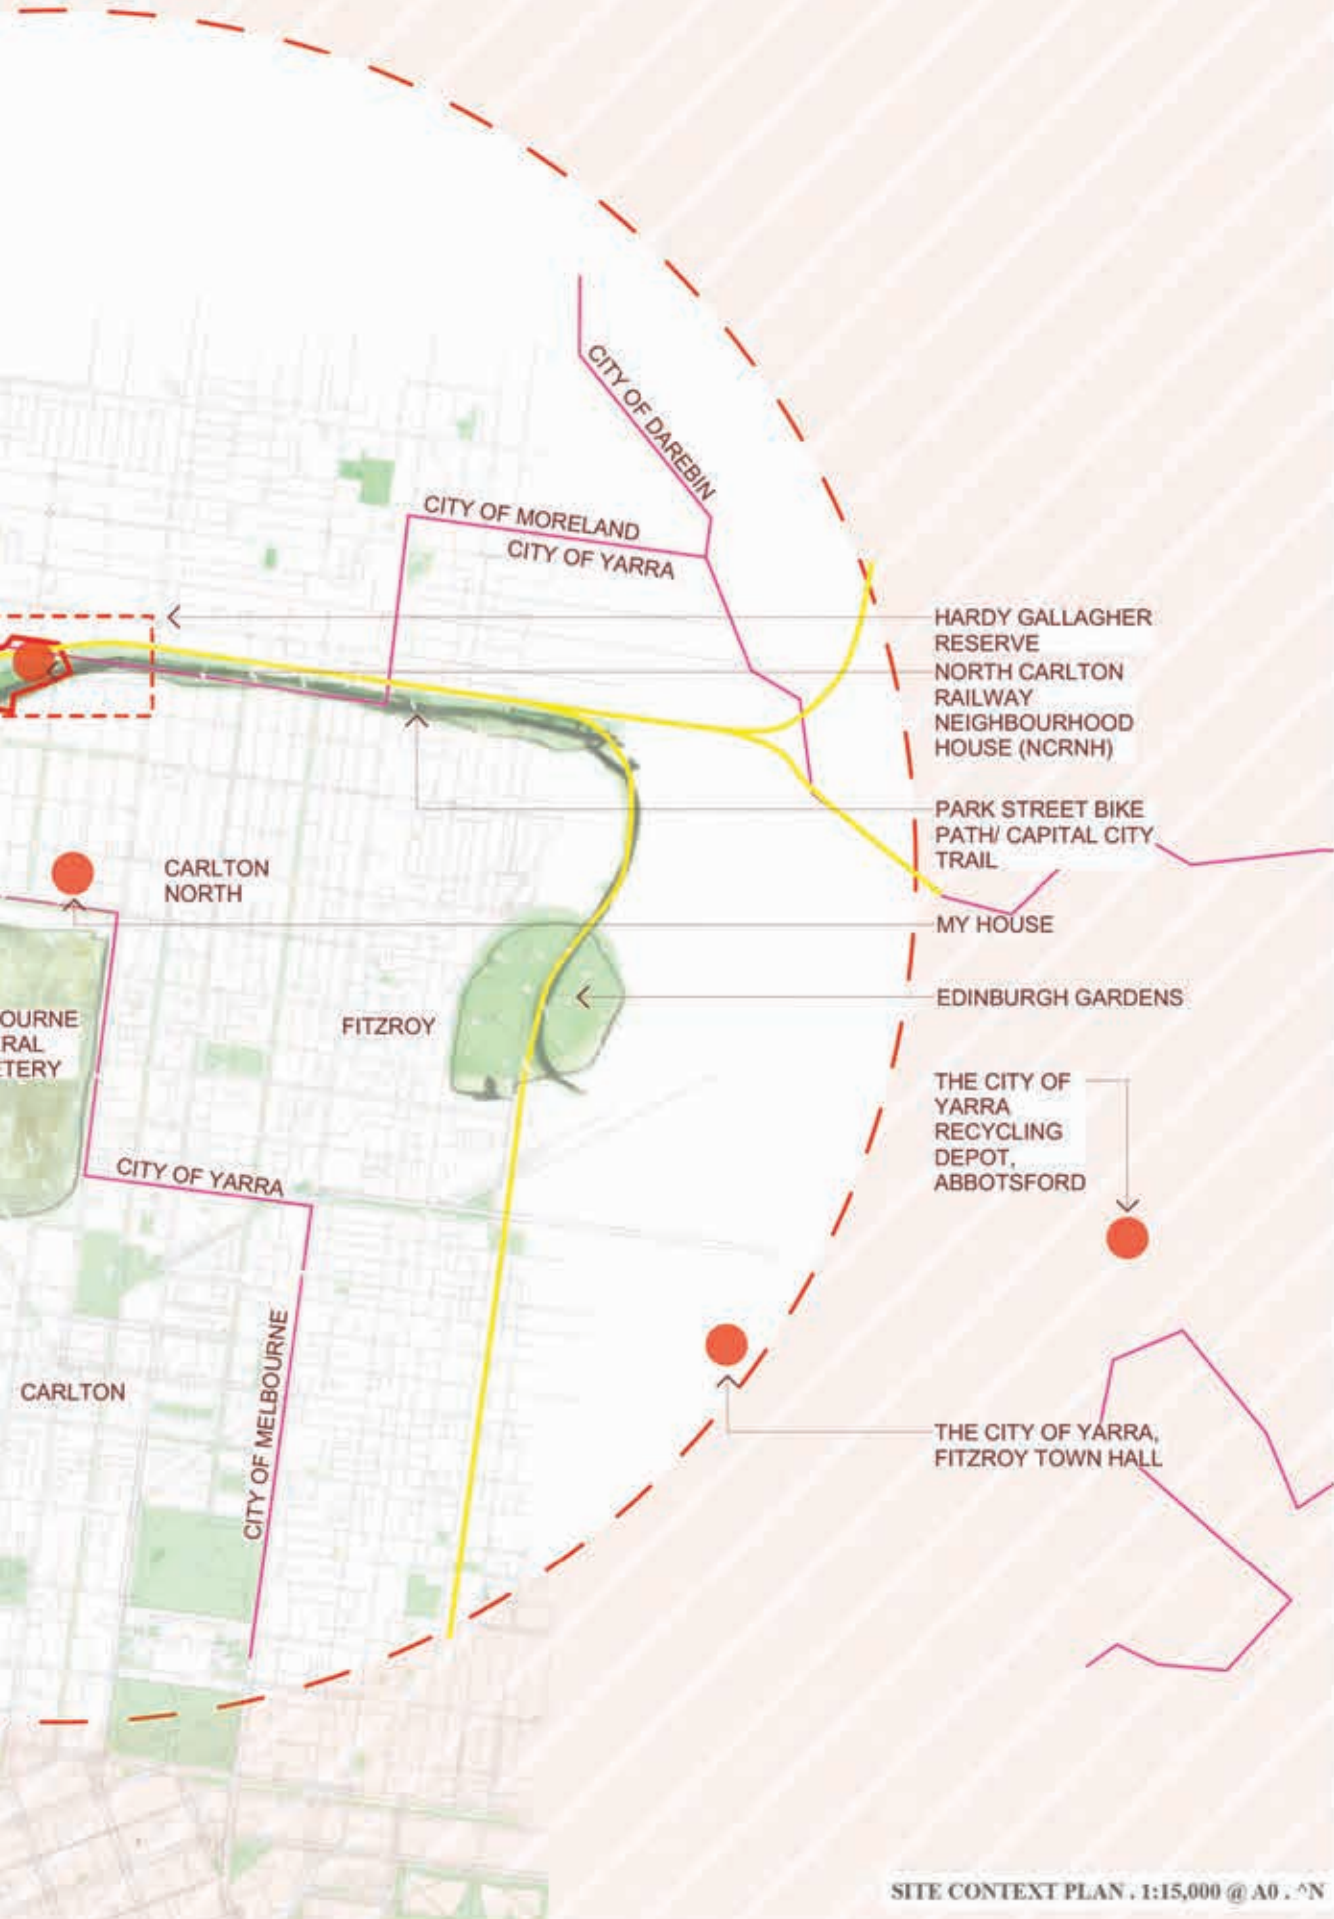 CITY OF DAREBIN
CITY OF MORELAND
CITY OF YARRA
HARDY GALLAGHER
RESERVE
NORTH CARLTON
RAILWAY
NEIGHBOURHOOD
HOUSE (NCRNH)
PARK STREET BIKE
PATH/ CAPITAL CITY
TRAIL
CARLTON
NORTH
MY HOUSE
EDINBURGH GARDENS
OURNE
RAL
TERY
FITZROY
THE CITY OF
YARRA
RECYCLING
DEPOT,
ABBOTSFORD
CITY OF YARRA
CITY OF MELBOURNE
CARLTON
THE CITY OF YARRA,
FITZROY TOWN HALL
SITE CONTEXT PLAN . 1:15,000 @ A0 . ^N